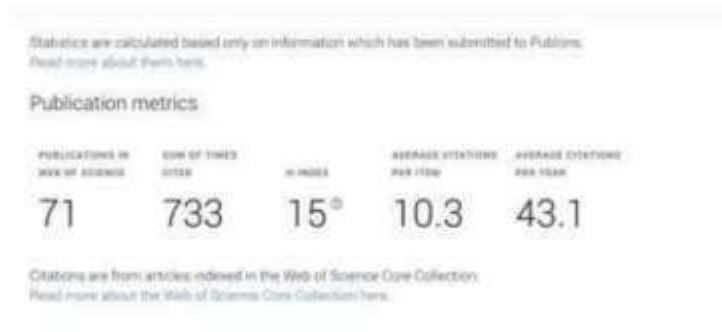 Statistics are calculated based only on information which has been submitted to Publons.
Read more about them here.
Publication metrics
PUBLICATIONS IN WEB OF SCIENCE
SUM OF TIMES CITED
H-INDEX
AVERAGE CITATIONS PER ITEM
AVERAGE CITATIONS PER YEAR
71 733 15 10.3 43.1
Citations are from articles indexed in the Web of Science Core Collection.
Read more about the Web of Science Core Collection here.